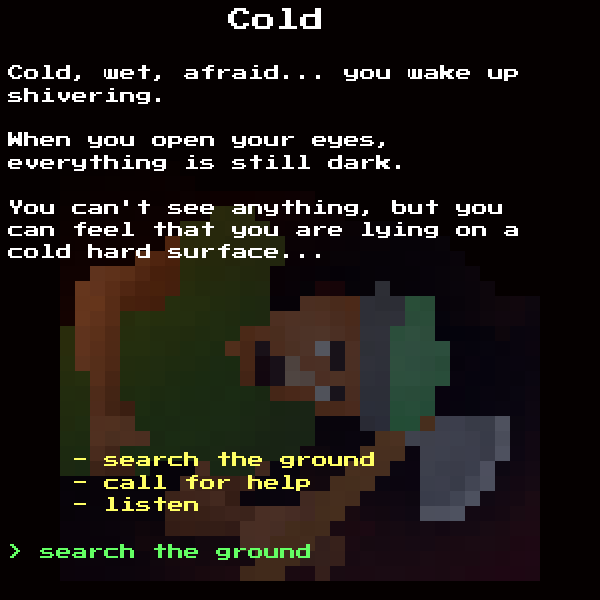 Cold
Cold, wet, afraid... you wake up
shivering.
When you open your eyes,
everything is still dark.
You can't see anything, but you
can feel that you are lying on a
cold hard surface...
- search the ground
- call for help
- listen
> search the ground